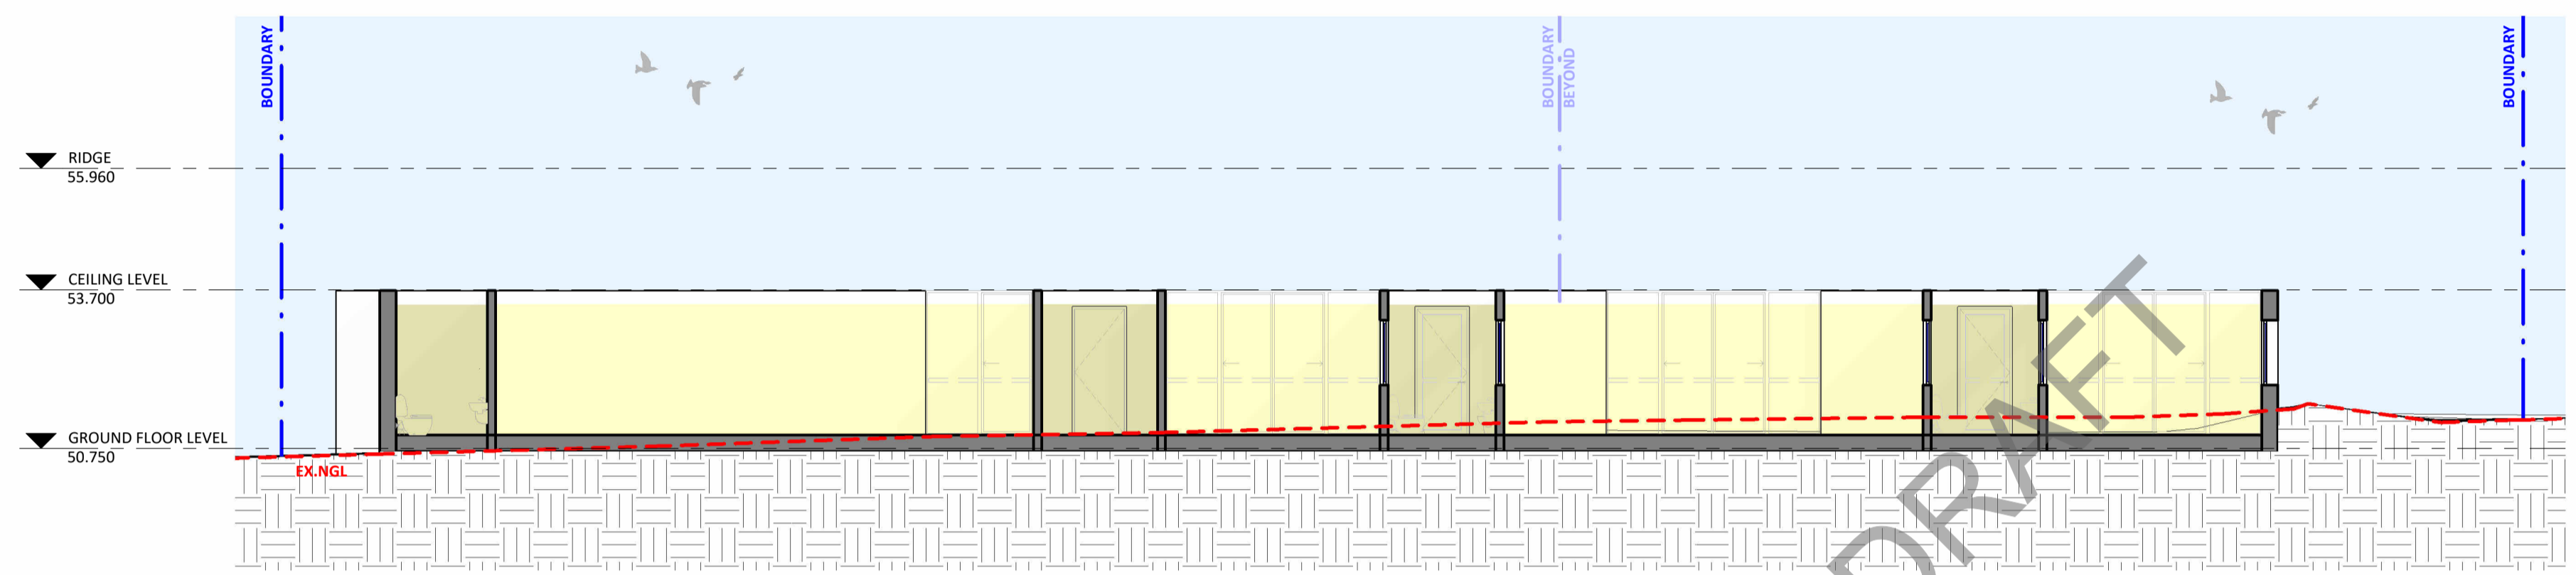 BOUNDARY
BOUNDARY
BEYOND
BOUNDARY
RIDGE
55.960
CEILING LEVEL
53.700
GROUND FLOOR LEVEL
50.750
EX.NGL
DRAFT